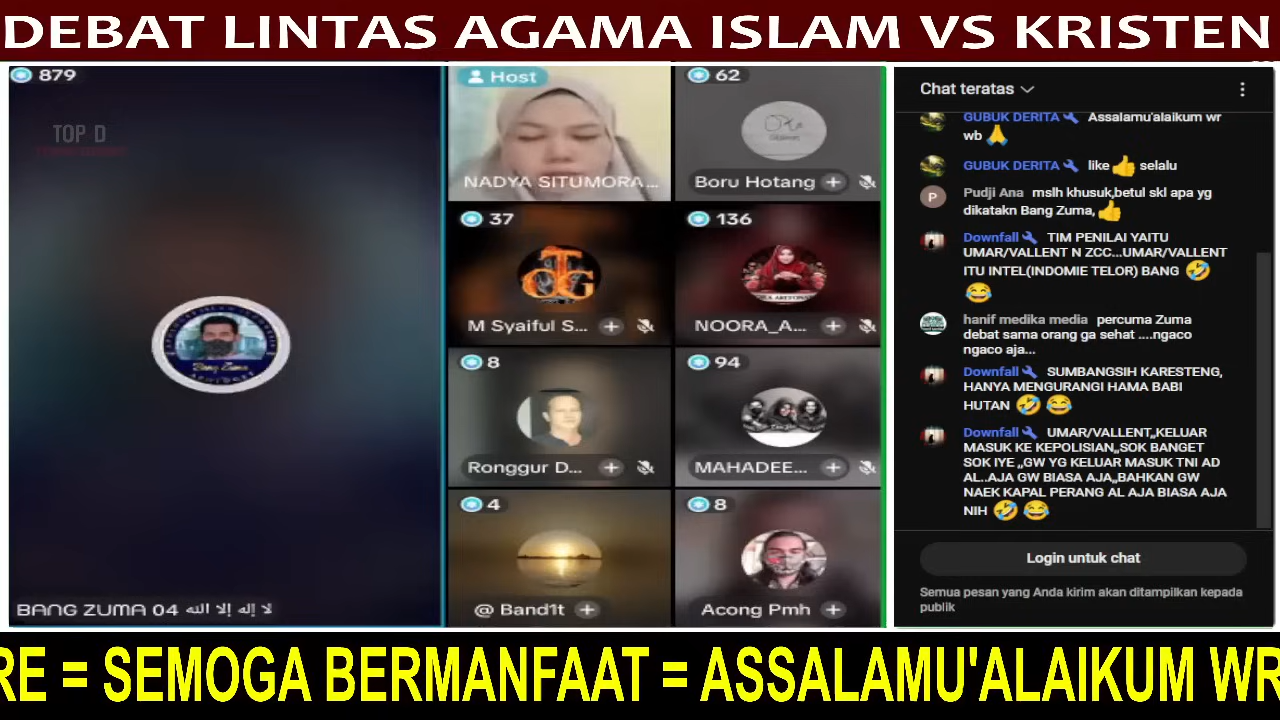 DEBAT LINTAS AGAMA ISLAM VS KRISTEN
879
TOP D
BANG ZUMA 04 لا إله إلا الله
Host
NADYA SITUMORA...
62
Boru Hotang +
37
M Syaiful S... +
136
NOORA_A... +
8
Ronggur D... +
94
MAHADEE... +
4
@ Band1t +
8
Acong Pmh +
Bang Zuma
Chat teratas
GUBUK DERITA Assalamu'alaikum wr
wb 🙏
GUBUK DERITA like 👍 selalu
P
Pudji Ana mslh khusuk,betul skl apa yg
dikatakn Bang Zuma,👍
Downfall TIM PENILAI YAITU
UMAR/VALLENT N ZCC...UMAR/VALLENT
ITU INTEL(INDOMIE TELOR) BANG 🤣
😂
hanif medika media percuma Zuma
debat sama orang ga sehat ....ngaco
ngaco aja...
Downfall SUMBANGSIH KARESTENG,
HANYA MENGURANGI HAMA BABI
HUTAN 🤣 😂
Downfall UMAR/VALLENT,,KELUAR
MASUK KE KEPOLISIAN,,SOK BANGET
SOK IYE ,,GW YG KELUAR MASUK TNI AD
AL..AJA GW BIASA AJA,,BAHKAN GW
NAEK KAPAL PERANG AL AJA BIASA AJA
NIH 🤣 😂
Login untuk chat
Semua pesan yang Anda kirim akan ditampilkan kepada
publik
RE = SEMOGA BERMANFAAT = ASSALAMU'ALAIKUM WR